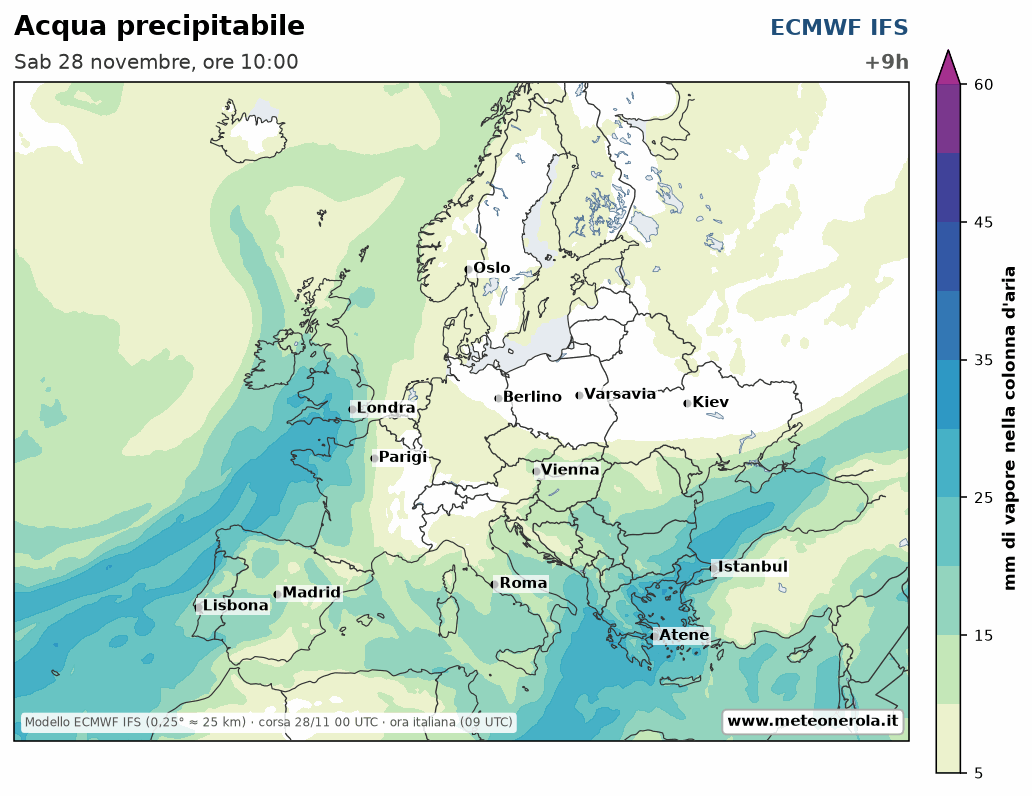 Acqua precipitabile
ECMWF IFS
Sab 28 novembre, ore 10:00
+9h
Oslo
Londra
Berlino
Varsavia
Kiev
Parigi
Vienna
Istanbul
Roma
Madrid
Lisbona
Atene
60
45
35
25
15
5
mm di vapore nella colonna d'aria
Modello ECMWF IFS (0,25° ≈ 25 km) · corsa 28/11 00 UTC · ora italiana (09 UTC)
www.meteonerola.it